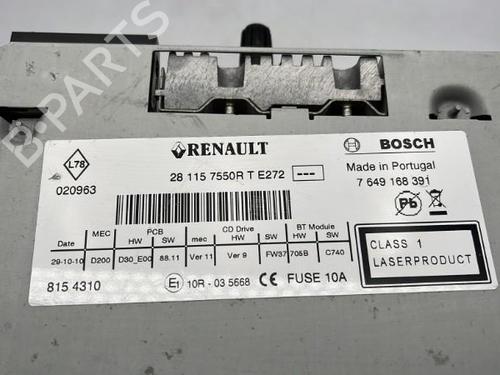 B-PARTS
L78
020963
RENAULT
28 115 7550R T E272 ---
BOSCH
Made in Portugal
7 649 168 391
Pb
MEC PCB CD Drive BT Module
Date HW SW mec HW SW HW SW
29-10-10 D200 D30_E00 88.11 Ver 11 Ver 9 FW37 705B C740
815 4310
E1 10R - 03 5668 CE FUSE 10A
CLASS 1
LASERPRODUCT